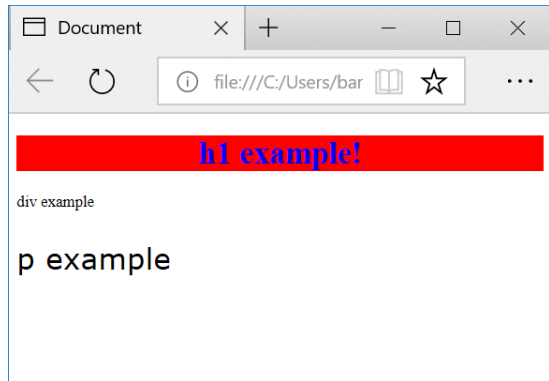 Document
file:///C:/Users/bar
h1 example!
div example
p example